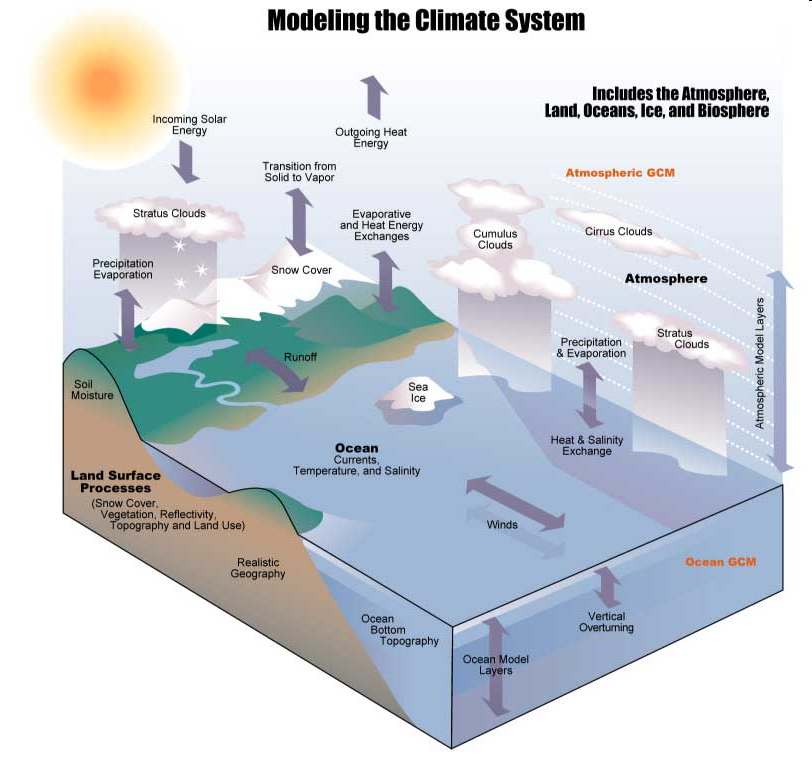 Modeling the Climate System
Includes the Atmosphere,
Land, Oceans, Ice, and Biosphere
Incoming Solar
Energy
Outgoing Heat
Energy
Transition from
Solid to Vapor
Atmospheric GCM
Stratus Clouds
Evaporative
and Heat Energy
Exchanges
Cumulus
Clouds
Cirrus Clouds
Precipitation
Evaporation
Snow Cover
Atmosphere
Atmospheric Model Layers
Stratus
Clouds
Precipitation
& Evaporation
Runoff
Soil
Moisture
Sea
Ice
Heat & Salinity
Exchange
Ocean
Currents,
Temperature, and Salinity
Land Surface
Processes
(Snow Cover,
Vegetation, Reflectivity,
Topography and Land Use)
Winds
Realistic
Geography
Ocean GCM
Ocean
Bottom
Topography
Vertical
Overturning
Ocean Model
Layers